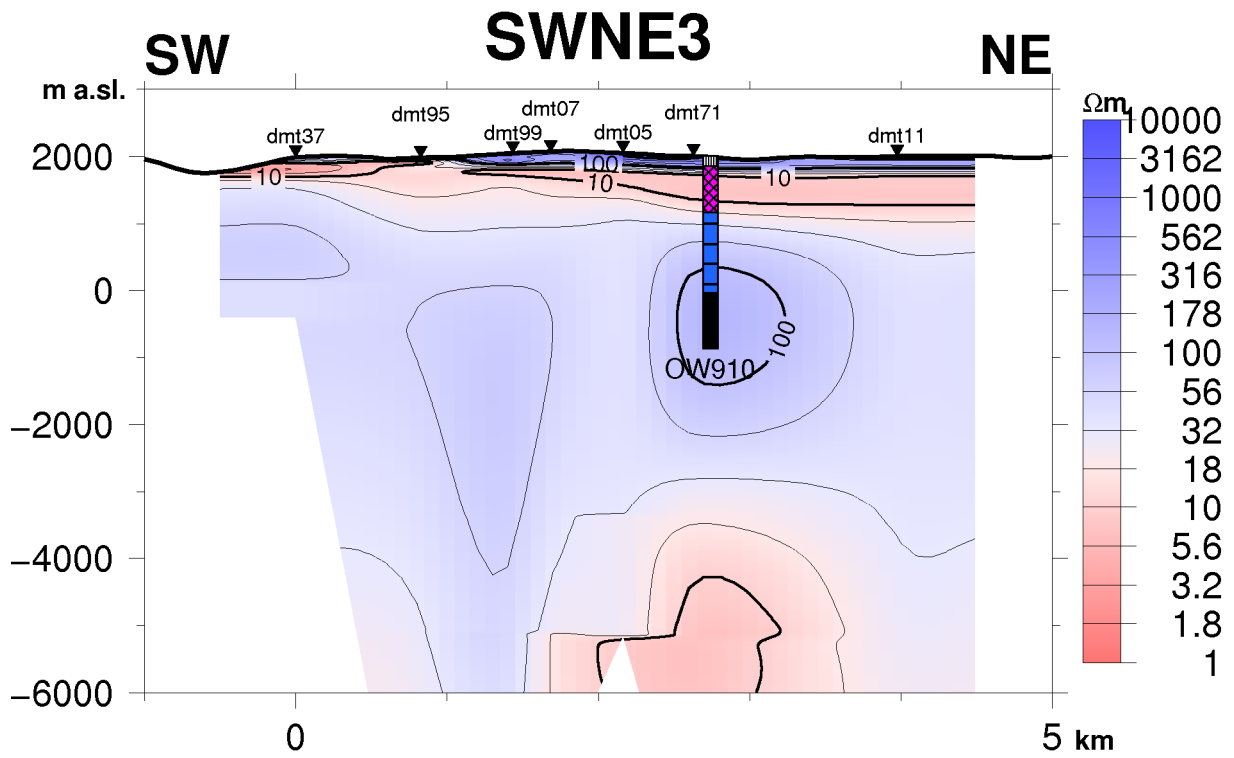 SWNE3
SW NE
m a.sl.
dmt37 dmt95 dmt99 dmt07 dmt05 dmt71 dmt11
Ωm
10000
3162
1000
562
316
178
100
56
32
18
10
5.6
3.2
1.8
1
2000
0
−2000
−4000
−6000
10 100 10 10
100
OW910
0 5 km